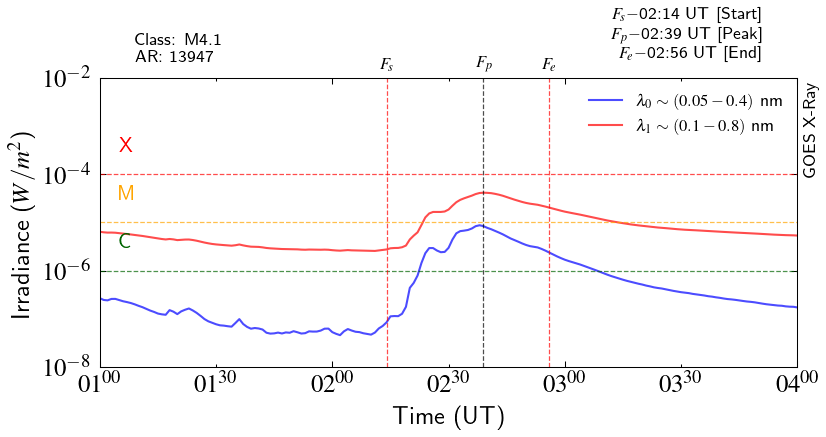 F_s−02:14 UT [Start]
Class: M4.1
F_p−02:39 UT [Peak]
AR: 13947
F_e−02:56 UT [End]
F_s
F_p
F_e
10^−2
λ_0 ∼ (0.05 − 0.4) nm
λ_1 ∼ (0.1 − 0.8) nm
GOES X-Ray
X
10^−4
M
C
10^−6
10^−8
Irradiance (W/m^2)
01^00
01^30
02^00
02^30
03^00
03^30
04^00
Time (UT)